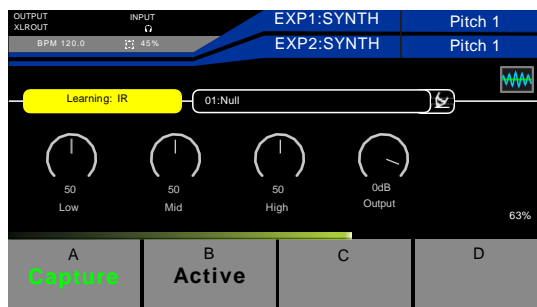 OUTPUT INPUT EXP1:SYNTH Pitch 1
XLROUT
BPM 120.0 45% EXP2:SYNTH Pitch 1
Learning: IR 01:Null
50 50 50 0dB
Low Mid High Output
63%
A B C D
Capture Active